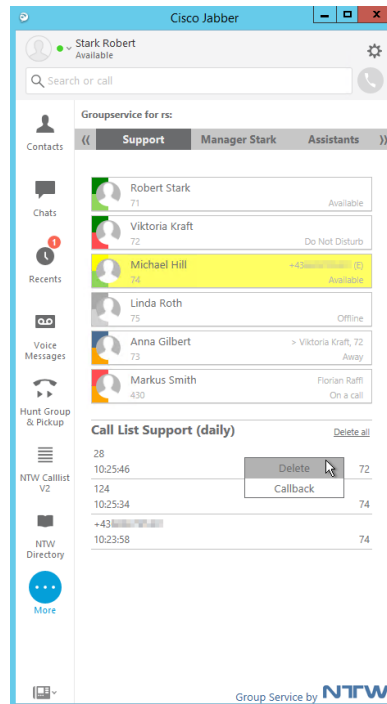 Cisco Jabber
Stark Robert
Available
Search or call
Groupservice for rs:
Support Manager Stark Assistants
Contacts
Chats
1
Recents
Voice
Messages
Hunt Group
& Pickup
NTW Calllist
V2
NTW
Directory
More
Robert Stark
71 Available
Viktoria Kraft
72 Do Not Disturb
Michael Hill +43 (E)
74 Available
Linda Roth
75 Offline
Anna Gilbert > Viktoria Kraft, 72
73 Away
Markus Smith Florian Raffl
430 On a call
Call List Support (daily) Delete all
28
10:25:46 72
Delete
Callback
124
10:25:34 74
+43
10:23:58 74
Group Service by NTW